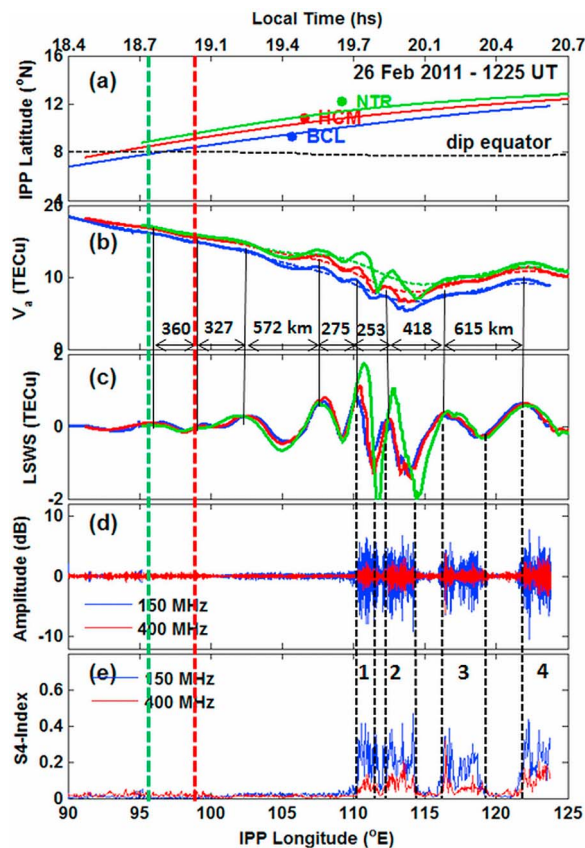 Local Time (hs)
18.4 18.7 19.1 19.4 19.7 20.1 20.4 20.7
(a) 26 Feb 2011 - 1225 UT
NTR
HCM
BCL
dip equator
IPP Latitude (°N)
16
12
8
4
(b)
Va (TECu)
20
10
0
360 327 572 km 275 253 418 615 km
(c)
LSWS (TECu)
2
0
-2
(d)
Amplitude (dB)
10
0
-10
150 MHz
400 MHz
(e)
S4-Index
0.6
0.4
0.2
0
150 MHz
400 MHz
1 2 3 4
90 95 100 105 110 115 120 125
IPP Longitude (°E)